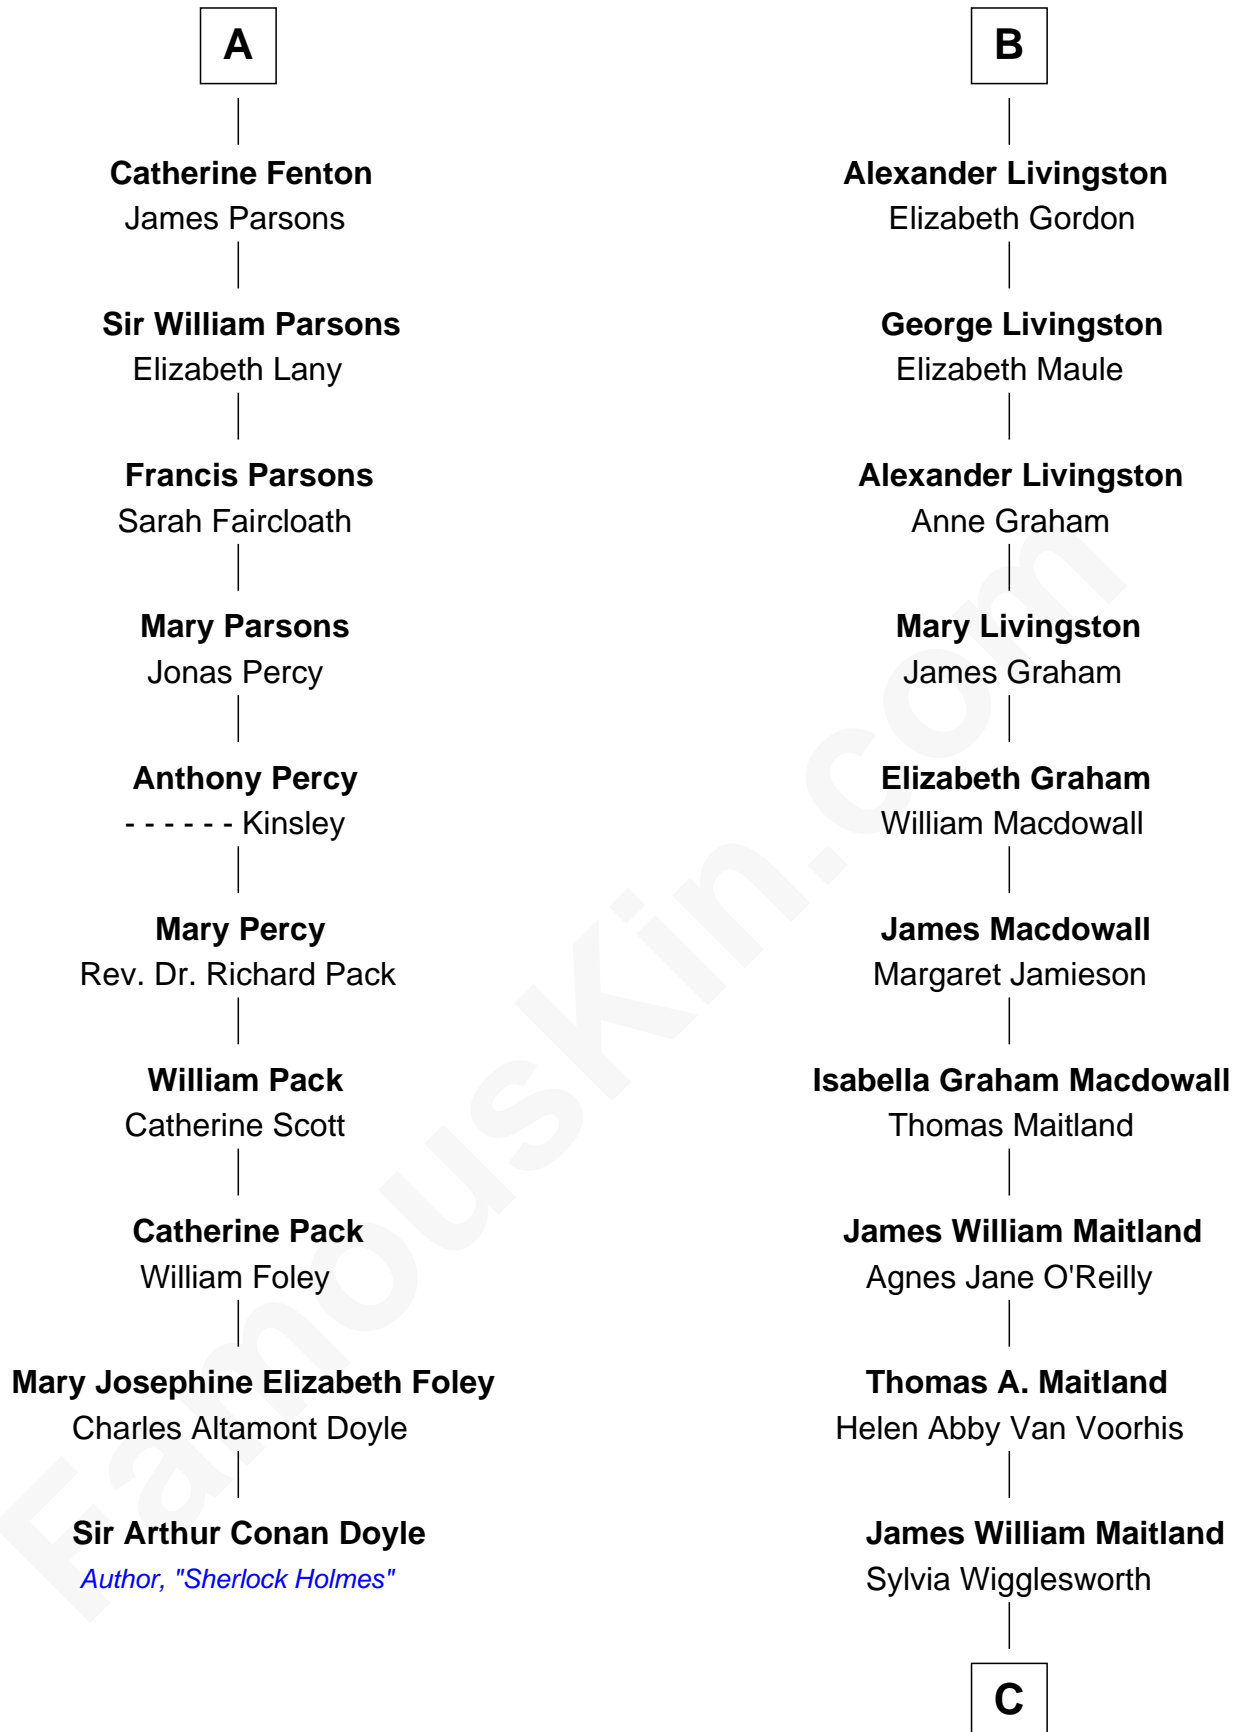 A
Catherine Fenton
James Parsons
Sir William Parsons
Elizabeth Lany
Francis Parsons
Sarah Faircloath
Mary Parsons
Jonas Percy
Anthony Percy
- - - - - - Kinsley
Mary Percy
Rev. Dr. Richard Pack
William Pack
Catherine Scott
Catherine Pack
William Foley
Mary Josephine Elizabeth Foley
Charles Altamont Doyle
Sir Arthur Conan Doyle
Author, "Sherlock Holmes"
B
Alexander Livingston
Elizabeth Gordon
George Livingston
Elizabeth Maule
Alexander Livingston
Anne Graham
Mary Livingston
James Graham
Elizabeth Graham
William Macdowall
James Macdowall
Margaret Jamieson
Isabella Graham Macdowall
Thomas Maitland
James William Maitland
Agnes Jane O'Reilly
Thomas A. Maitland
Helen Abby Van Voorhis
James William Maitland
Sylvia Wigglesworth
C
FamousKin.com